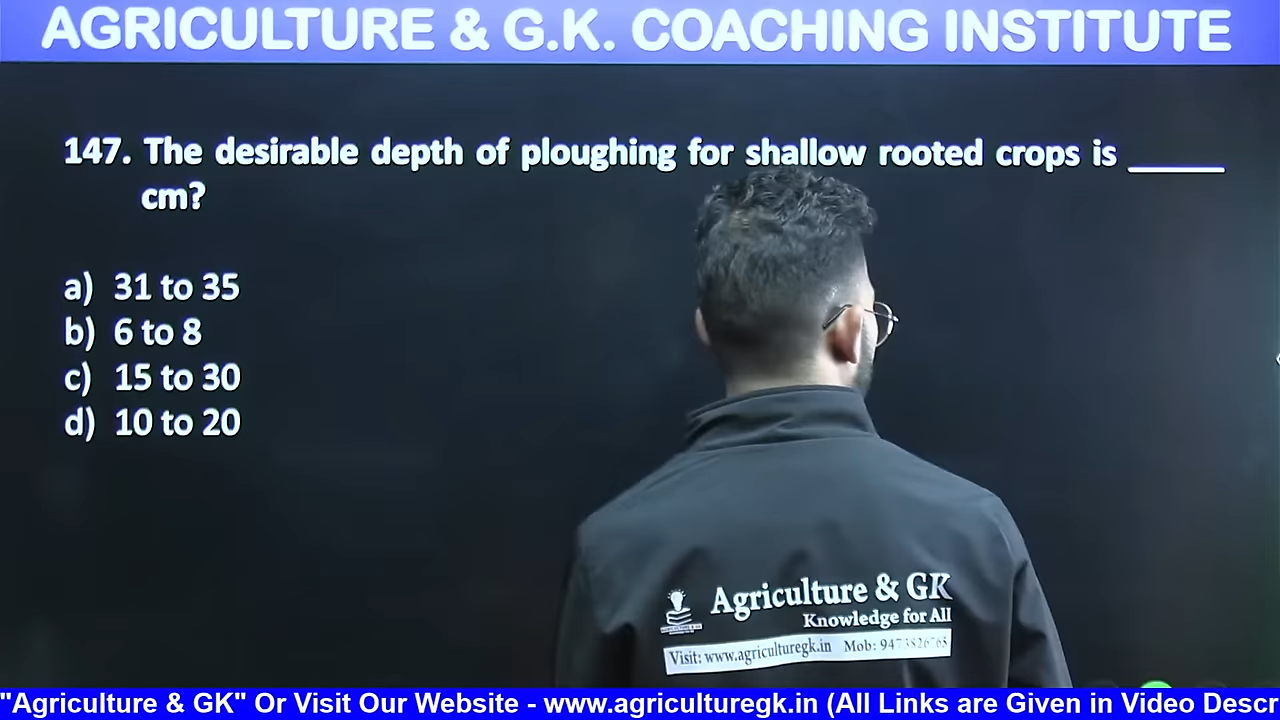 AGRICULTURE & G.K. COACHING INSTITUTE
147. The desirable depth of ploughing for shallow rooted crops is ______
cm?
a) 31 to 35
b) 6 to 8
c) 15 to 30
d) 10 to 20
Agriculture & GK
Knowledge for All
Visit: www.agriculturegk.in Mob:
"Agriculture & GK" Or Visit Our Website - www.agriculturegk.in (All Links are Given in Video Descr